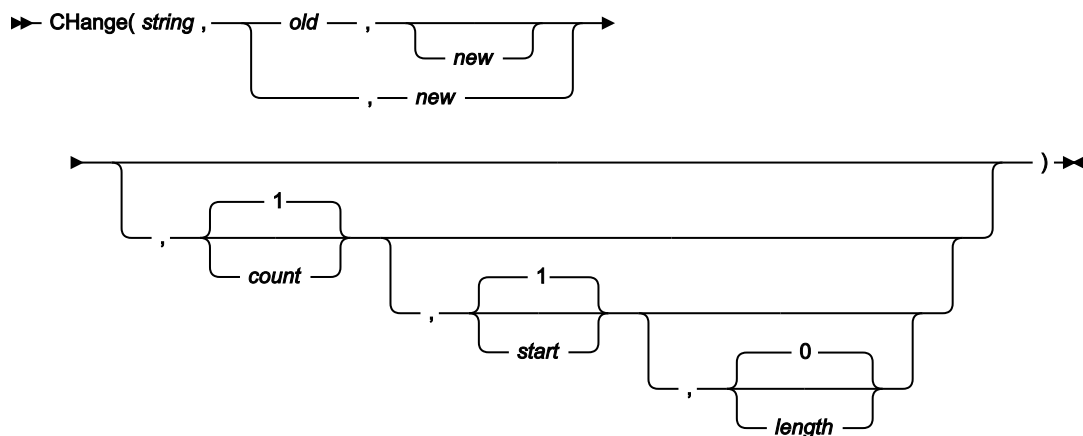 CHange( string , old , new
, new
1
, count
1
, start
0
, length
)